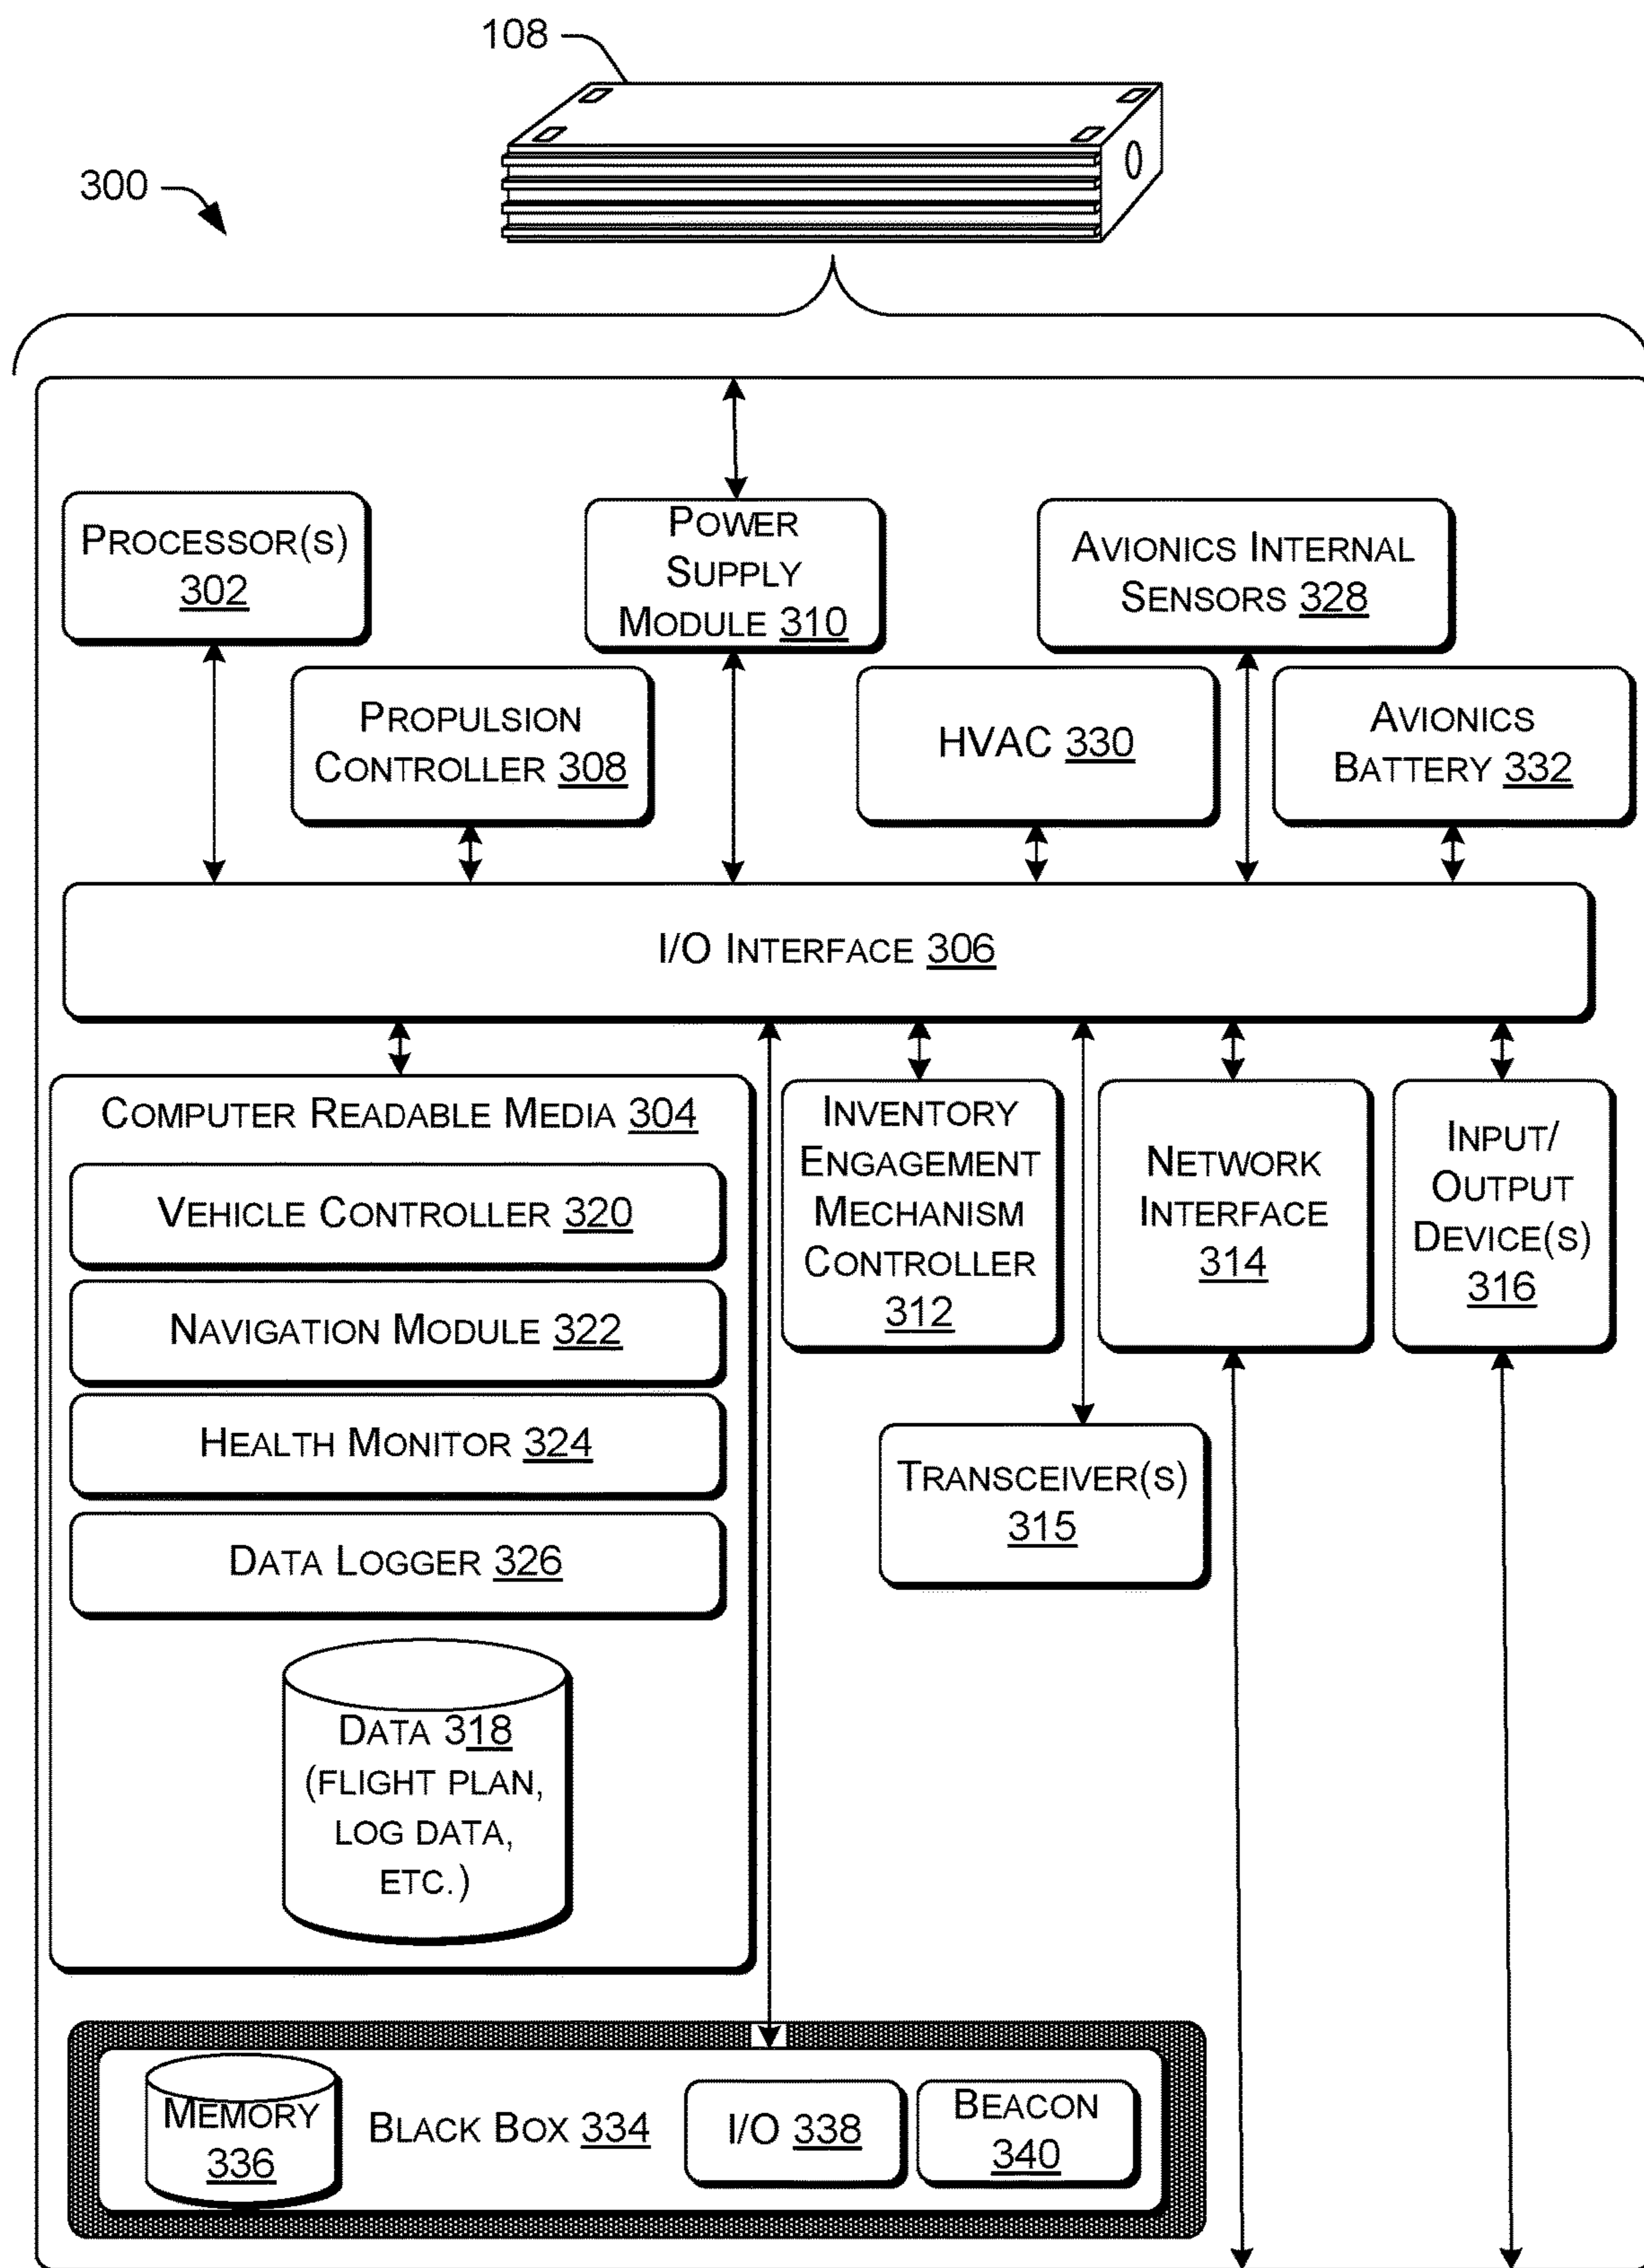 108
300
PROCESSOR(S)
302
POWER
SUPPLY
MODULE 310
AVIONICS INTERNAL
SENSORS 328
PROPULSION
CONTROLLER 308
HVAC 330
AVIONICS
BATTERY 332
I/O INTERFACE 306
COMPUTER READABLE MEDIA 304
VEHICLE CONTROLLER 320
NAVIGATION MODULE 322
HEALTH MONITOR 324
DATA LOGGER 326
DATA 318
(FLIGHT PLAN,
LOG DATA,
ETC.)
INVENTORY
ENGAGEMENT
MECHANISM
CONTROLLER
312
NETWORK
INTERFACE
314
INPUT/
OUTPUT
DEVICE(S)
316
TRANSCEIVER(S)
315
MEMORY
336
BLACK BOX 334
I/O 338
BEACON
340